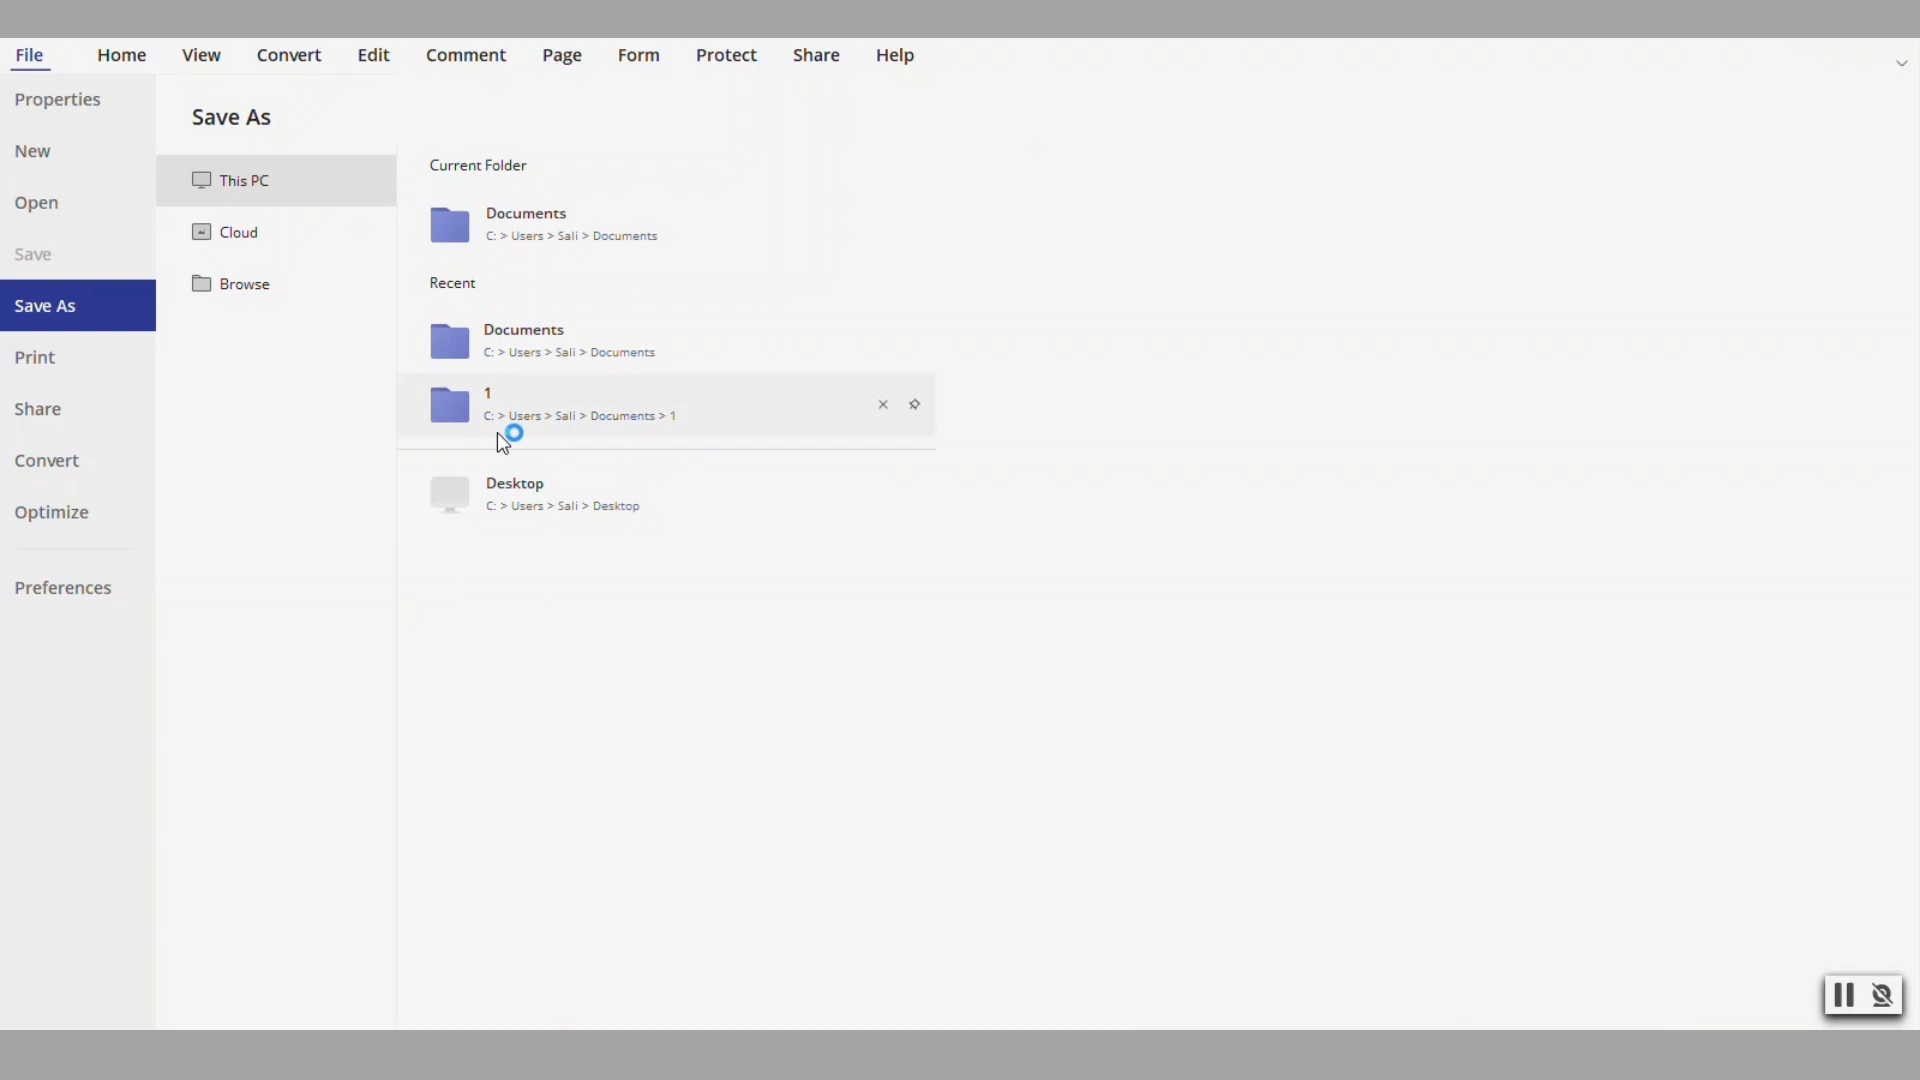 File Home View Convert Edit Comment Page Form Protect Share Help
Properties
New
Open
Save
Save As
Print
Share
Convert
Optimize
Preferences
Save As
This PC
Cloud
Browse
Current Folder
Documents
C: > Users > Sali > Documents
Recent
Documents
C: > Users > Sali > Documents
1
C: > Users > Sali > Documents > 1
Desktop
C: > Users > Sali > Desktop